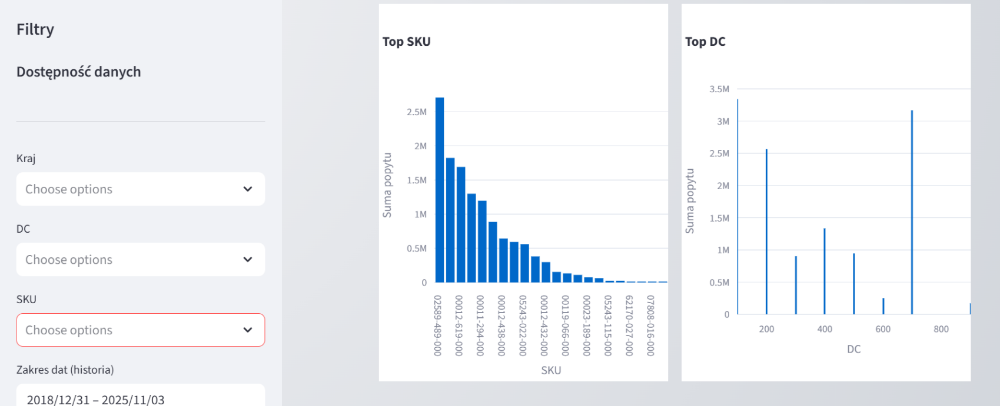 Filtry
Dostępność danych
Kraj
Choose options
DC
Choose options
SKU
Choose options
Zakres dat (historia)
2018/12/31 – 2025/11/03
Top SKU
Suma popytu
2.5M
2M
1.5M
1M
0.5M
0
02589-489-000
00012-619-000
00011-294-000
00012-438-000
05243-022-000
00012-432-000
00119-066-000
00023-189-000
05243-115-000
62170-027-000
07808-016-000
SKU
Top DC
Suma popytu
3.5M
3M
2.5M
2M
1.5M
1M
0.5M
0
200 400 600 800
DC